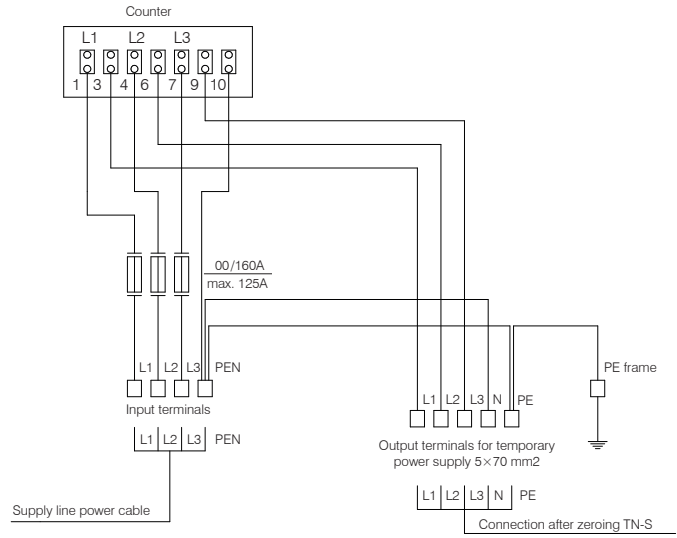 Counter
L1 L2 L3
1 3 4 6 7 9 10
00/160A
max. 125A
L1 L2 L3 PEN
PE frame
L1 L2 L3 N PE
Input terminals
L1 L2 L3 PEN
Output terminals for temporary
power supply 5×70 mm2
L1 L2 L3 N PE
Supply line power cable
Connection after zeroing TN-S